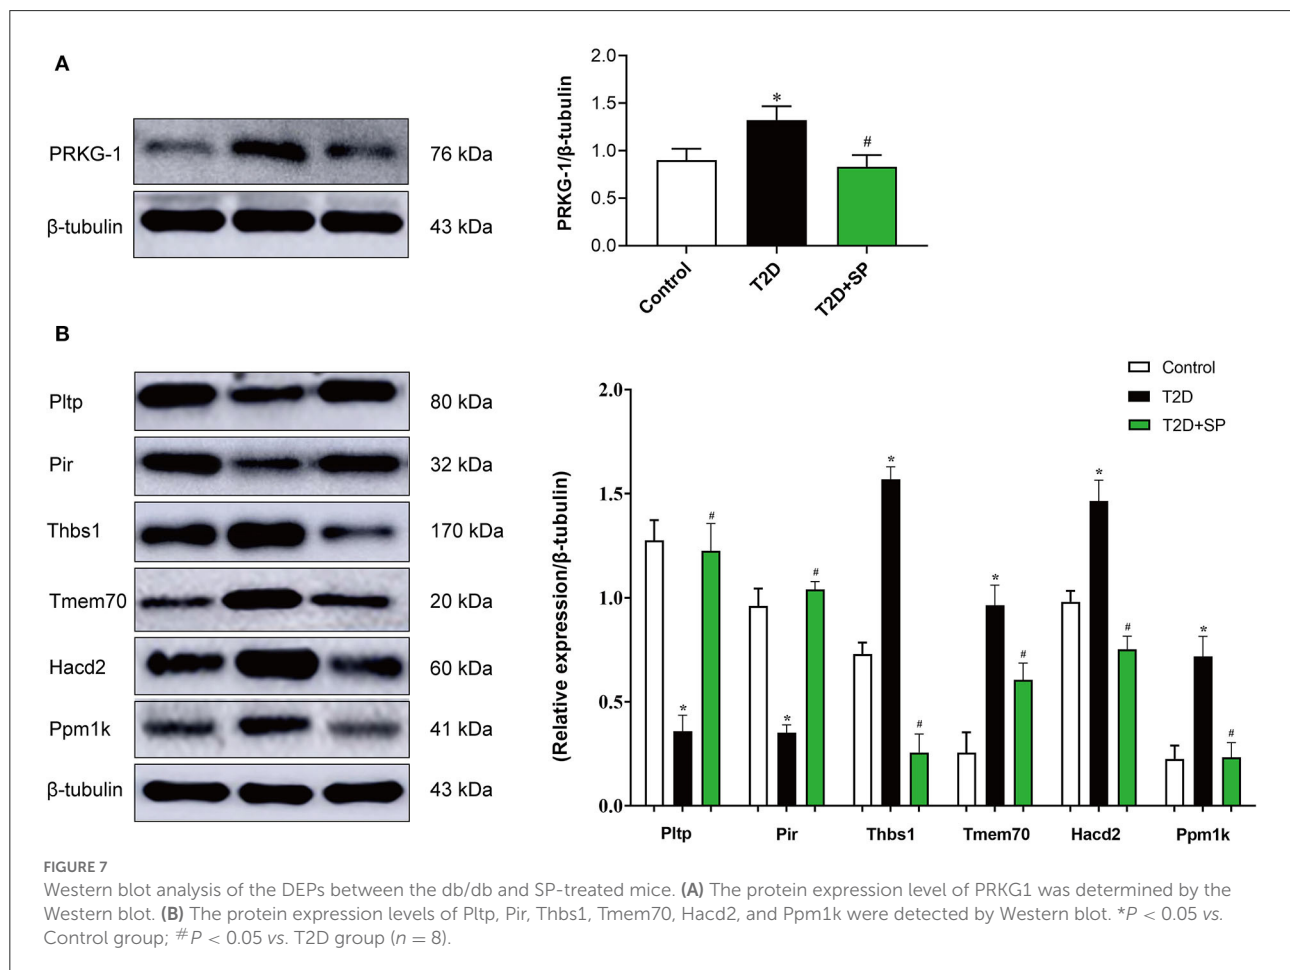 A
PRKG-1
76 kDa
β-tubulin
43 kDa
PRKG-1/β-tubulin
2.0
1.5
1.0
0.5
0.0
*
#
Control
T2D
T2D+SP
B
Pltp
80 kDa
Pir
32 kDa
Thbs1
170 kDa
Tmem70
20 kDa
Hacd2
60 kDa
Ppm1k
41 kDa
β-tubulin
43 kDa
Control
T2D
T2D+SP
(Relative expression/β-tubulin)
2.0
1.5
1.0
0.5
0.0
* # * # * # * # * # * #
Pltp Pir Thbs1 Tmem70 Hacd2 Ppm1k
FIGURE 7
Western blot analysis of the DEPs between the db/db and SP-treated mice. (A) The protein expression level of PRKG1 was determined by the
Western blot. (B) The protein expression levels of Pltp, Pir, Thbs1, Tmem70, Hacd2, and Ppm1k were detected by Western blot. *P < 0.05 vs.
Control group; #P < 0.05 vs. T2D group (n = 8).